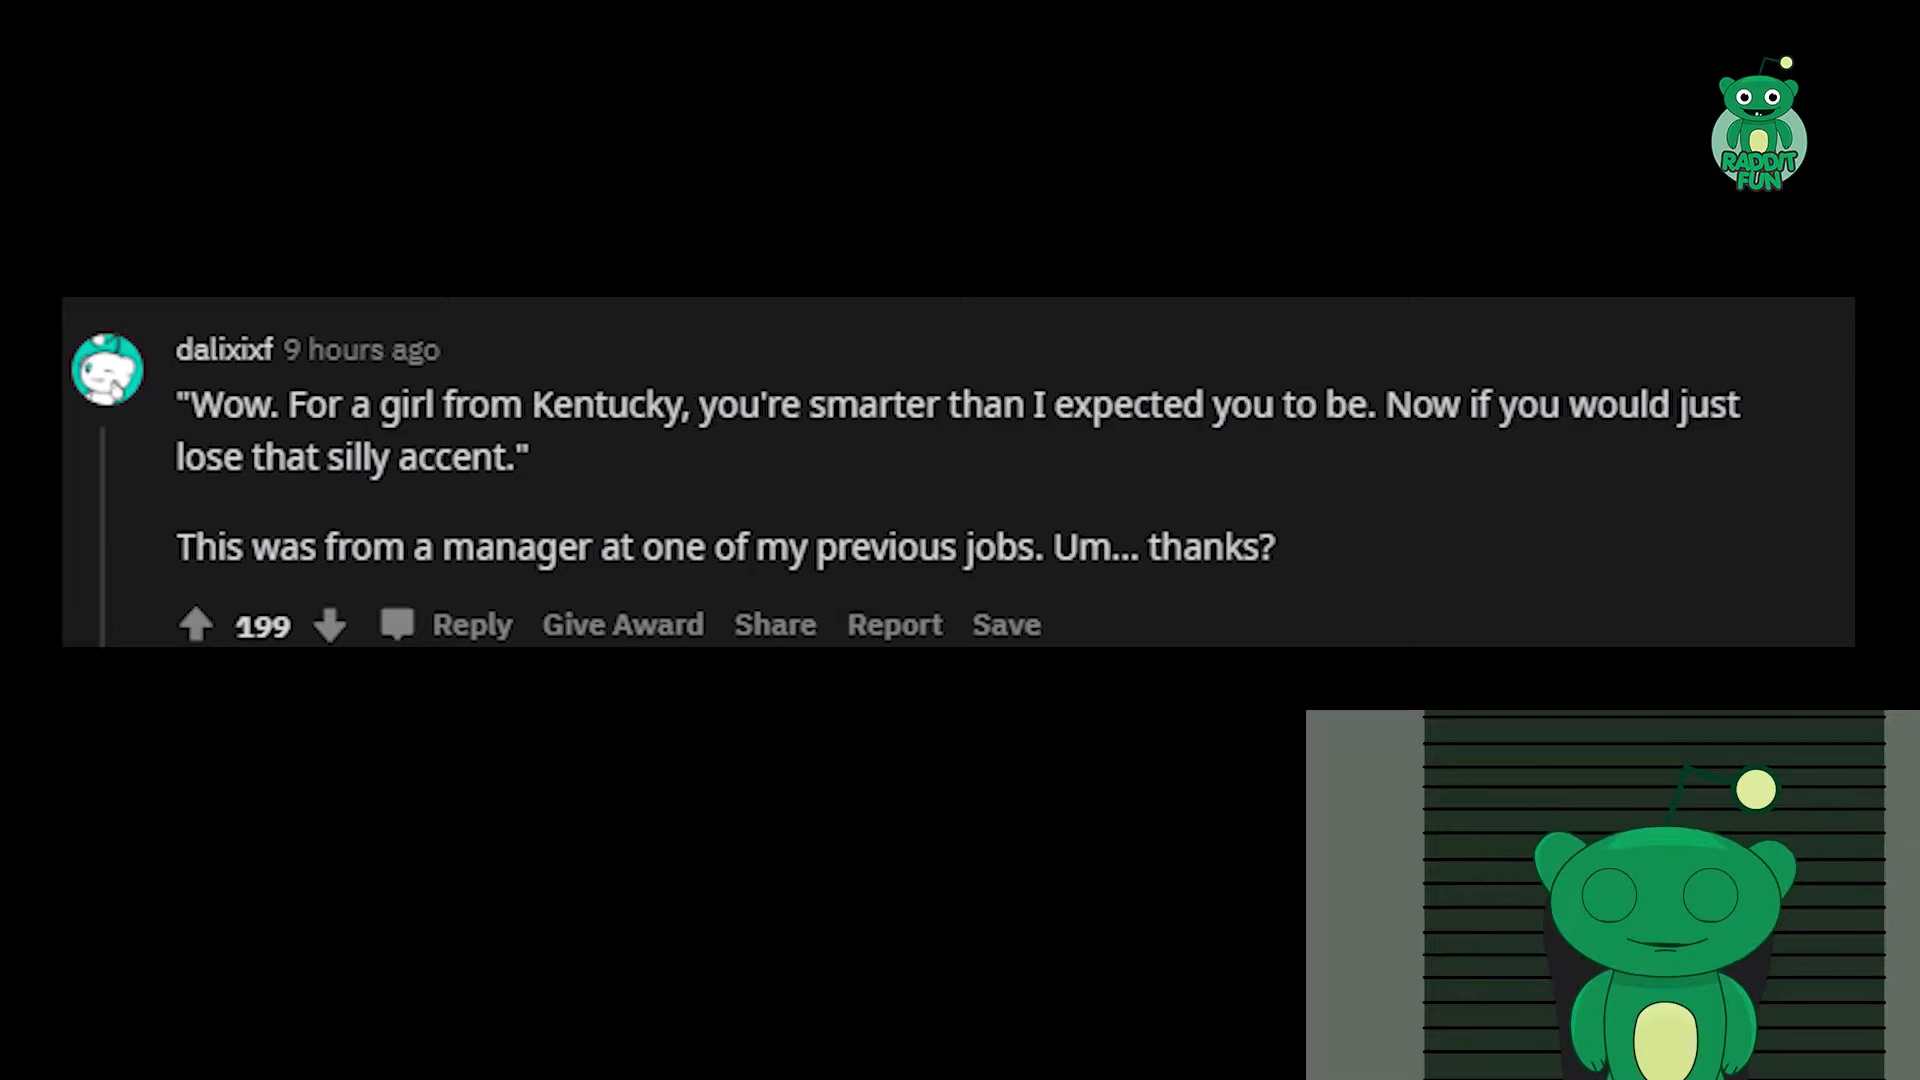 RADDIT
FUN
dalixixf 9 hours ago
"Wow. For a girl from Kentucky, you're smarter than I expected you to be. Now if you would just
lose that silly accent."
This was from a manager at one of my previous jobs. Um... thanks?
199 Reply Give Award Share Report Save